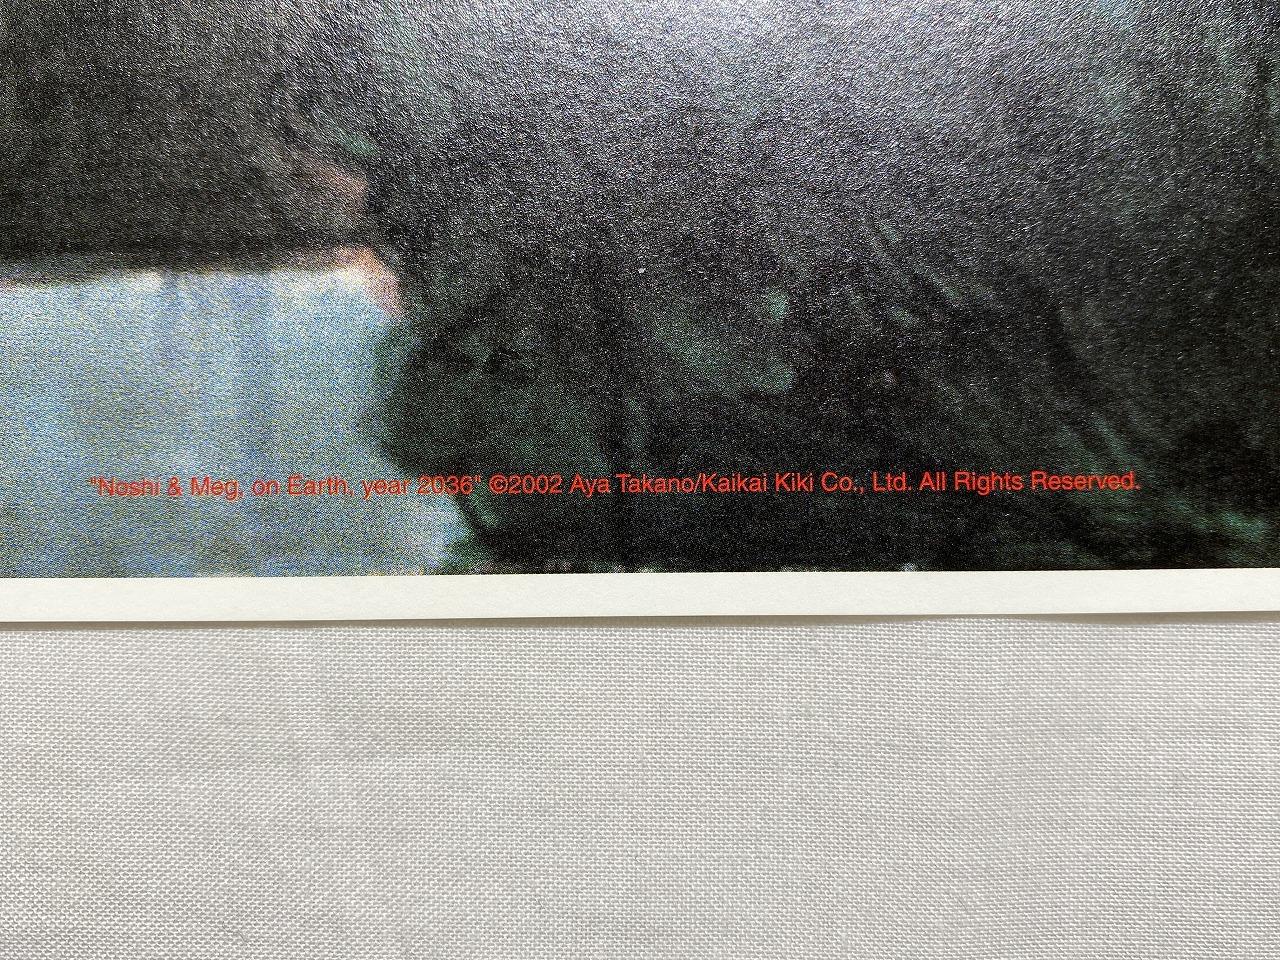 "Noshi & Meg, on Earth, year 2036" ©2002 Aya Takano/Kaikai Kiki Co., Ltd. All Rights Reserved.